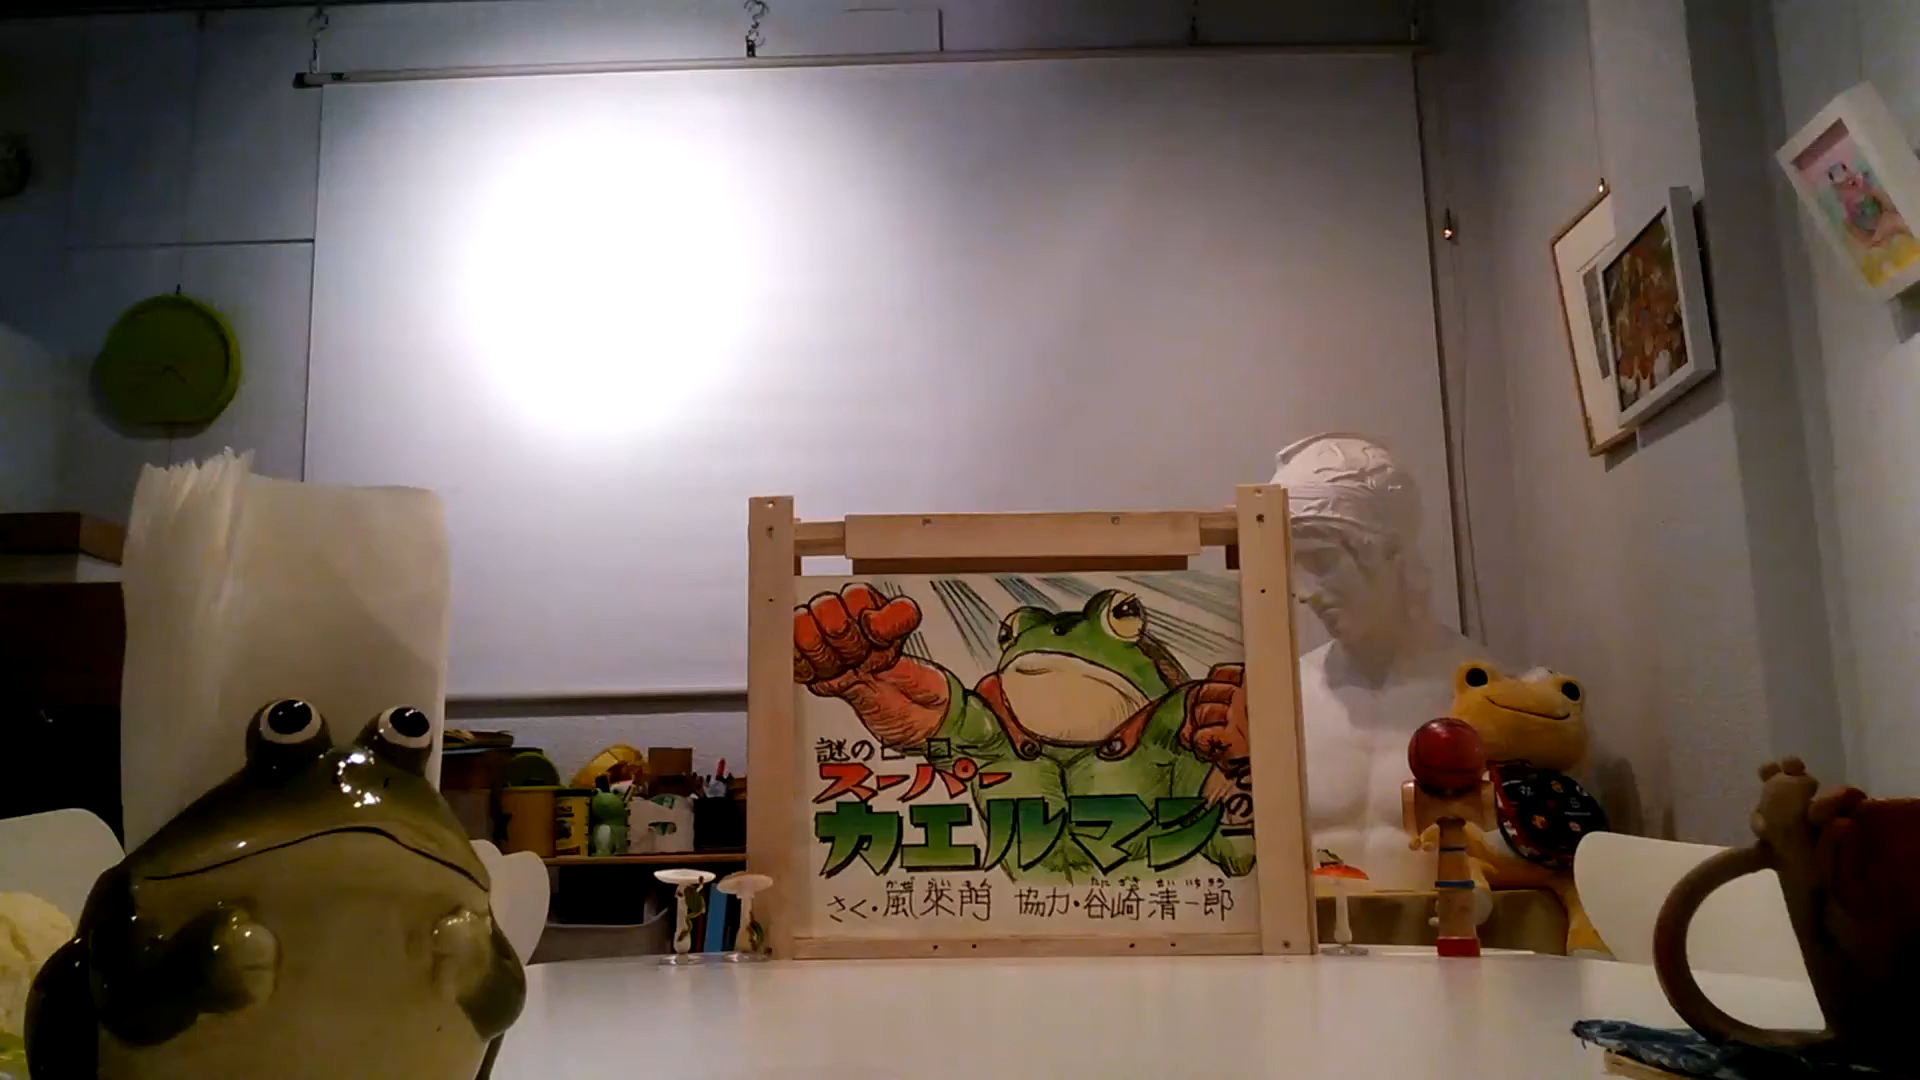 謎のヒーロー
スーパー
カエルマン
その一
さく・風来門 協力・谷崎清一郎